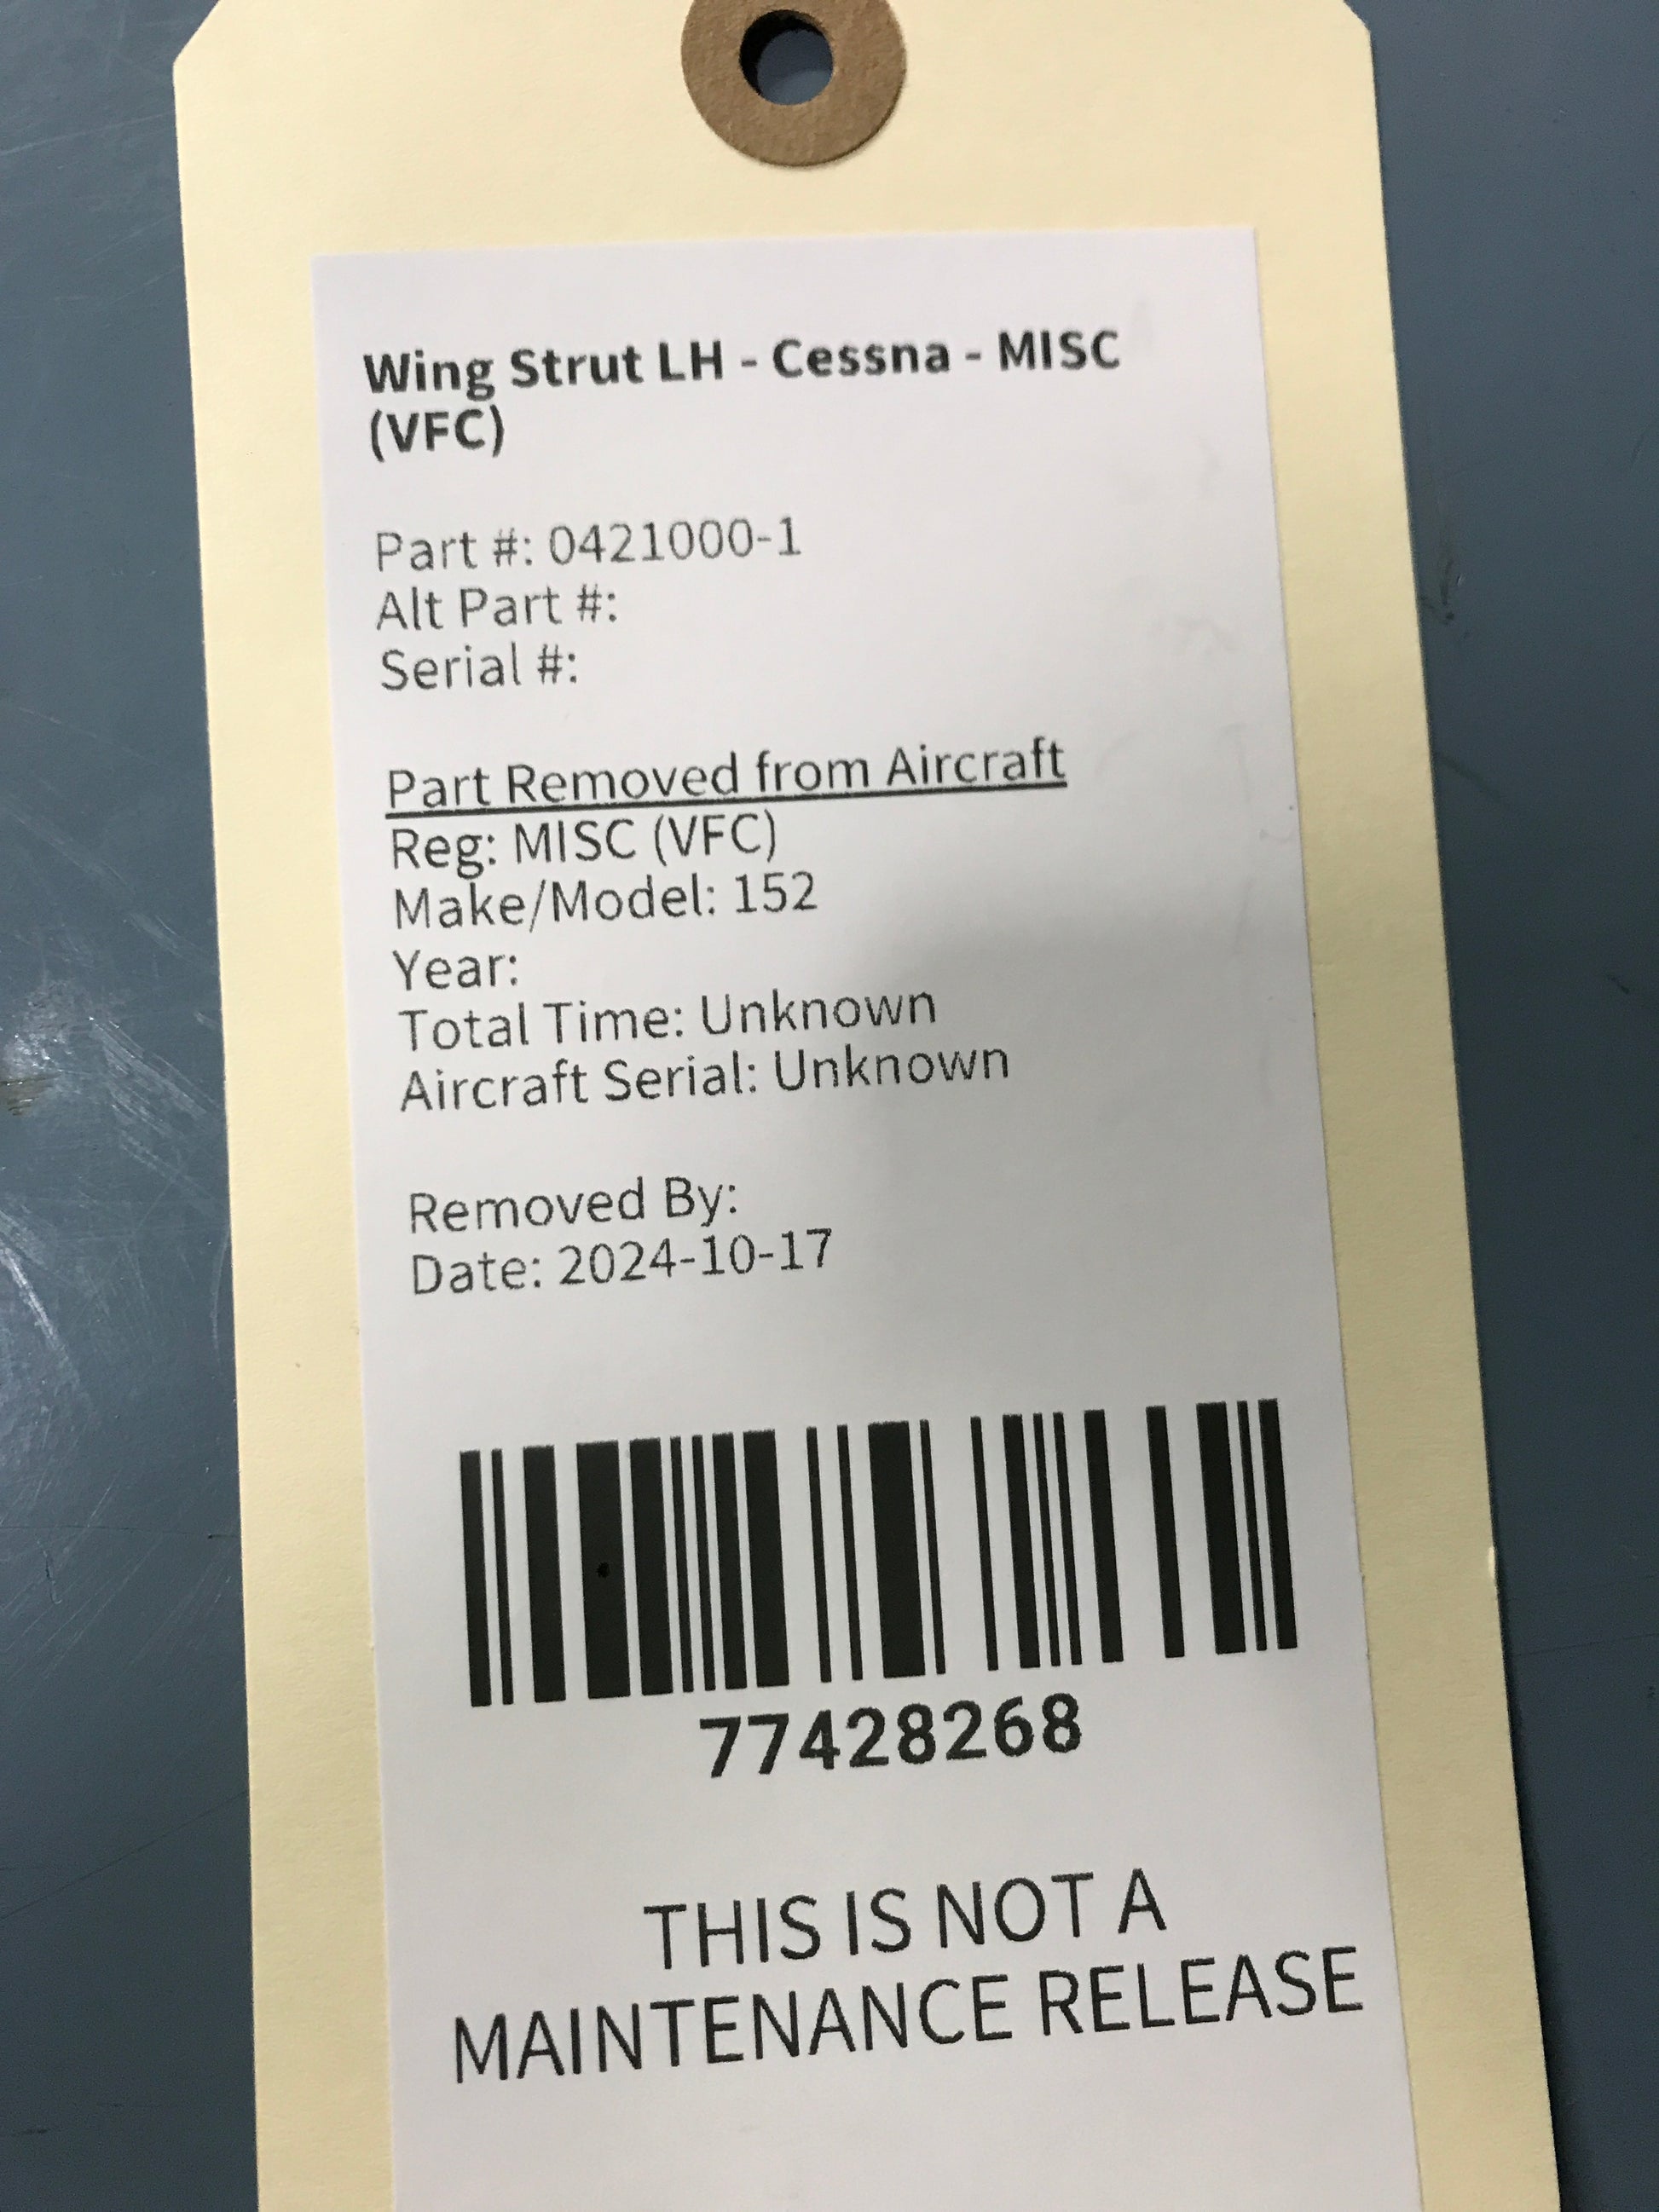 Wing Strut LH - Cessna - MISC
(VFC)
Part #: 0421000-1
Alt Part #:
Serial #:
Part Removed from Aircraft
Reg: MISC (VFC)
Make/Model: 152
Year:
Total Time: Unknown
Aircraft Serial: Unknown
Removed By:
Date: 2024-10-17
77428268
THIS IS NOT A
MAINTENANCE RELEASE